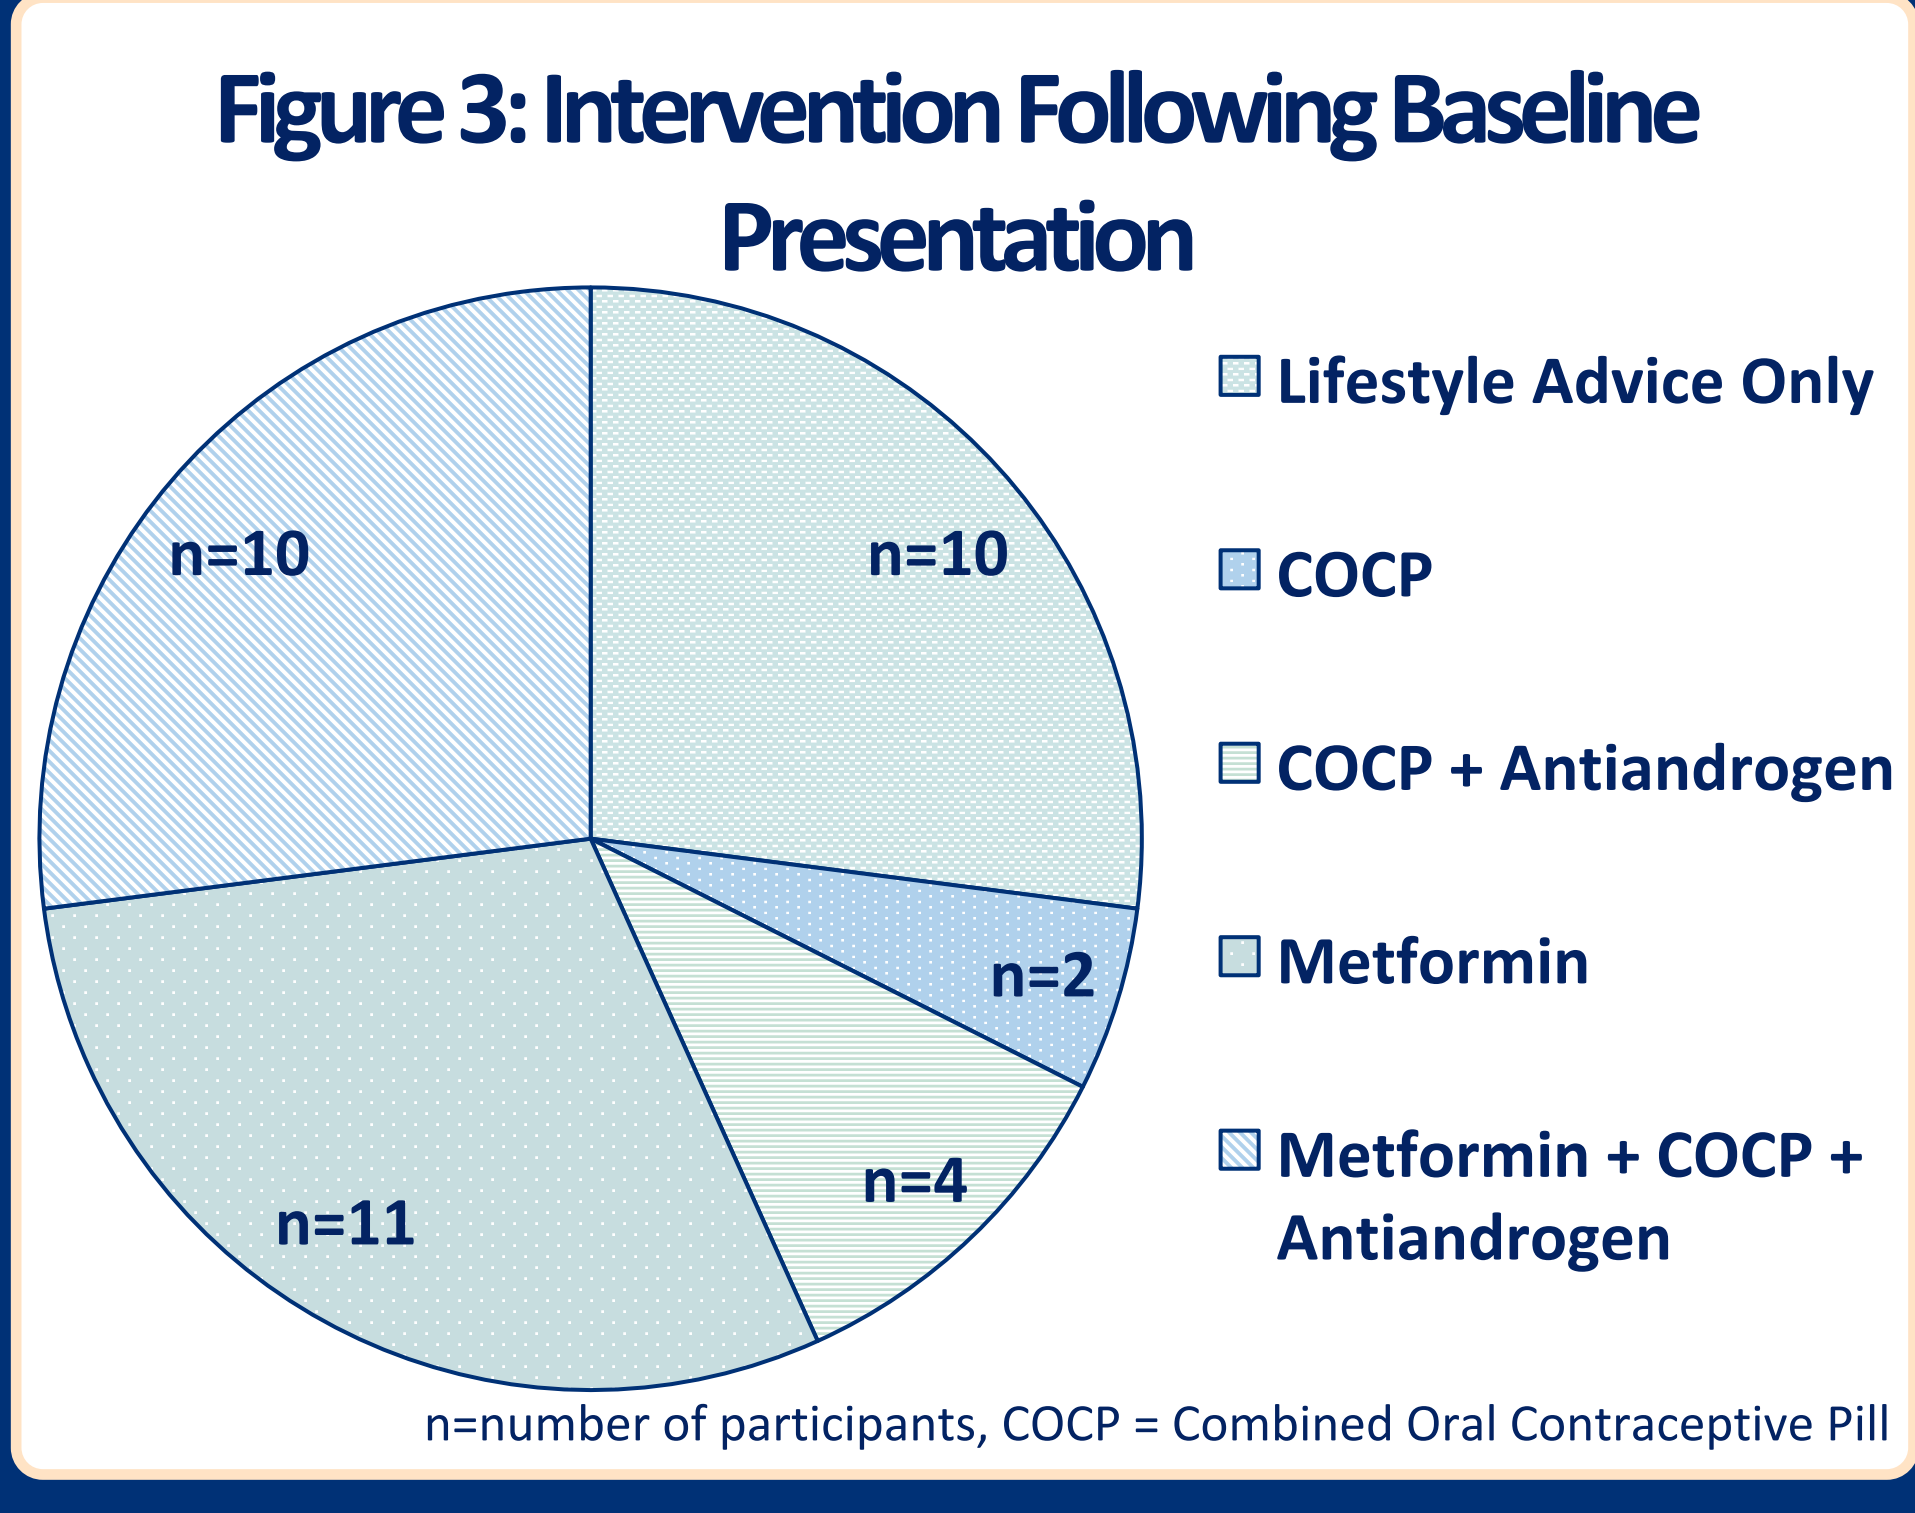 Figure 3: Intervention Following Baseline
Presentation
n=10
n=10
n=2
n=4
n=11
Lifestyle Advice Only
COCP
COCP + Antiandrogen
Metformin
Metformin + COCP +
Antiandrogen
n=number of participants, COCP = Combined Oral Contraceptive Pill